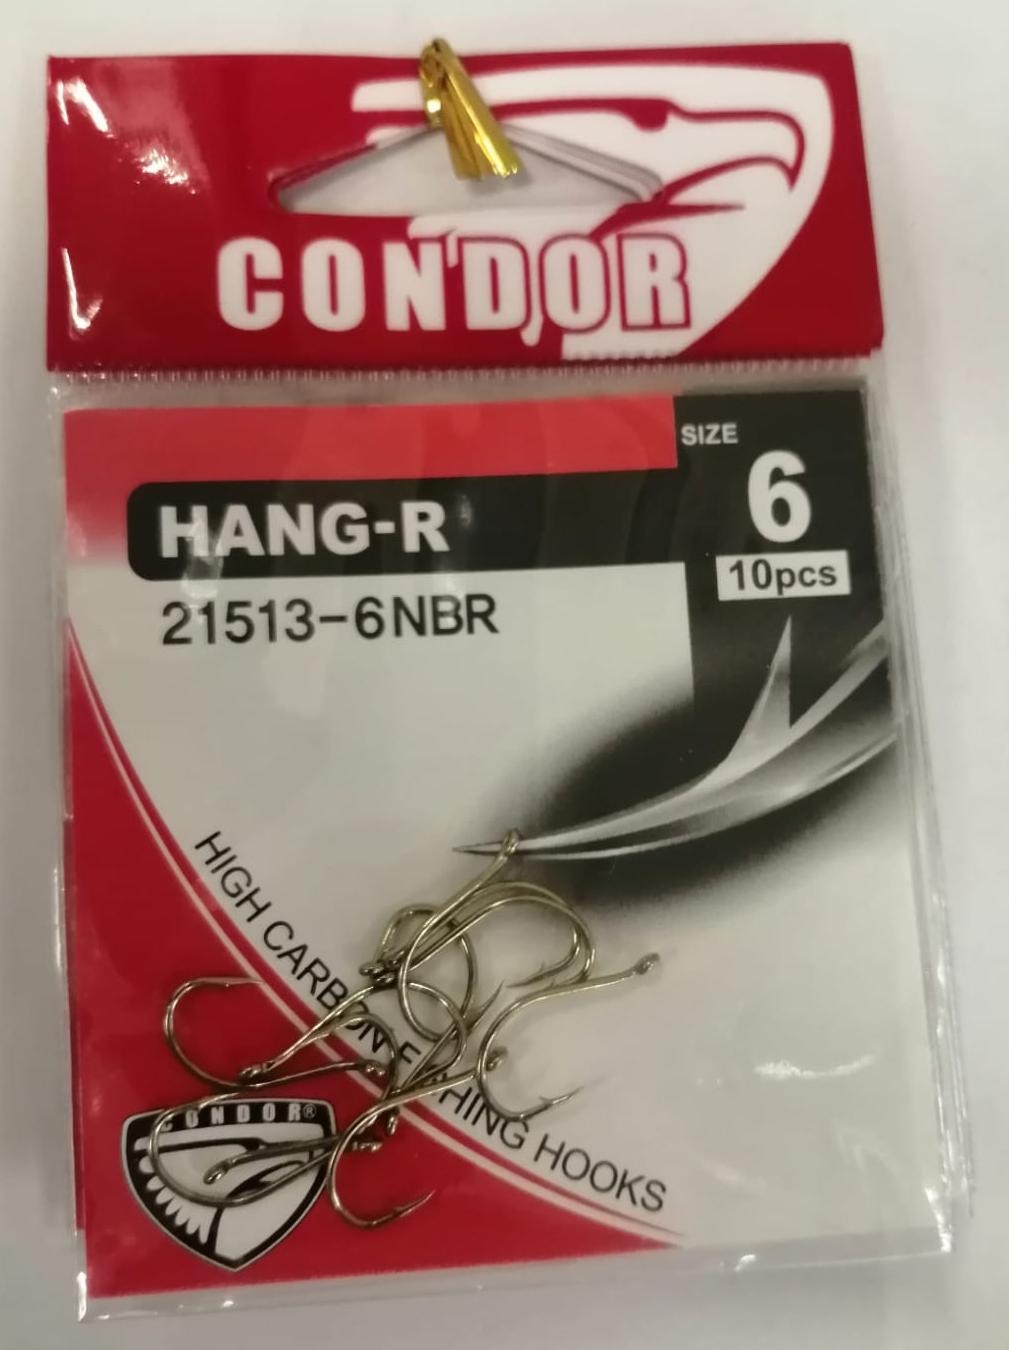 CONDOR
SIZE
6
10pcs
HANG-R
21513-6NBR
HIGH CARBON FISHING HOOKS
CONDOR®